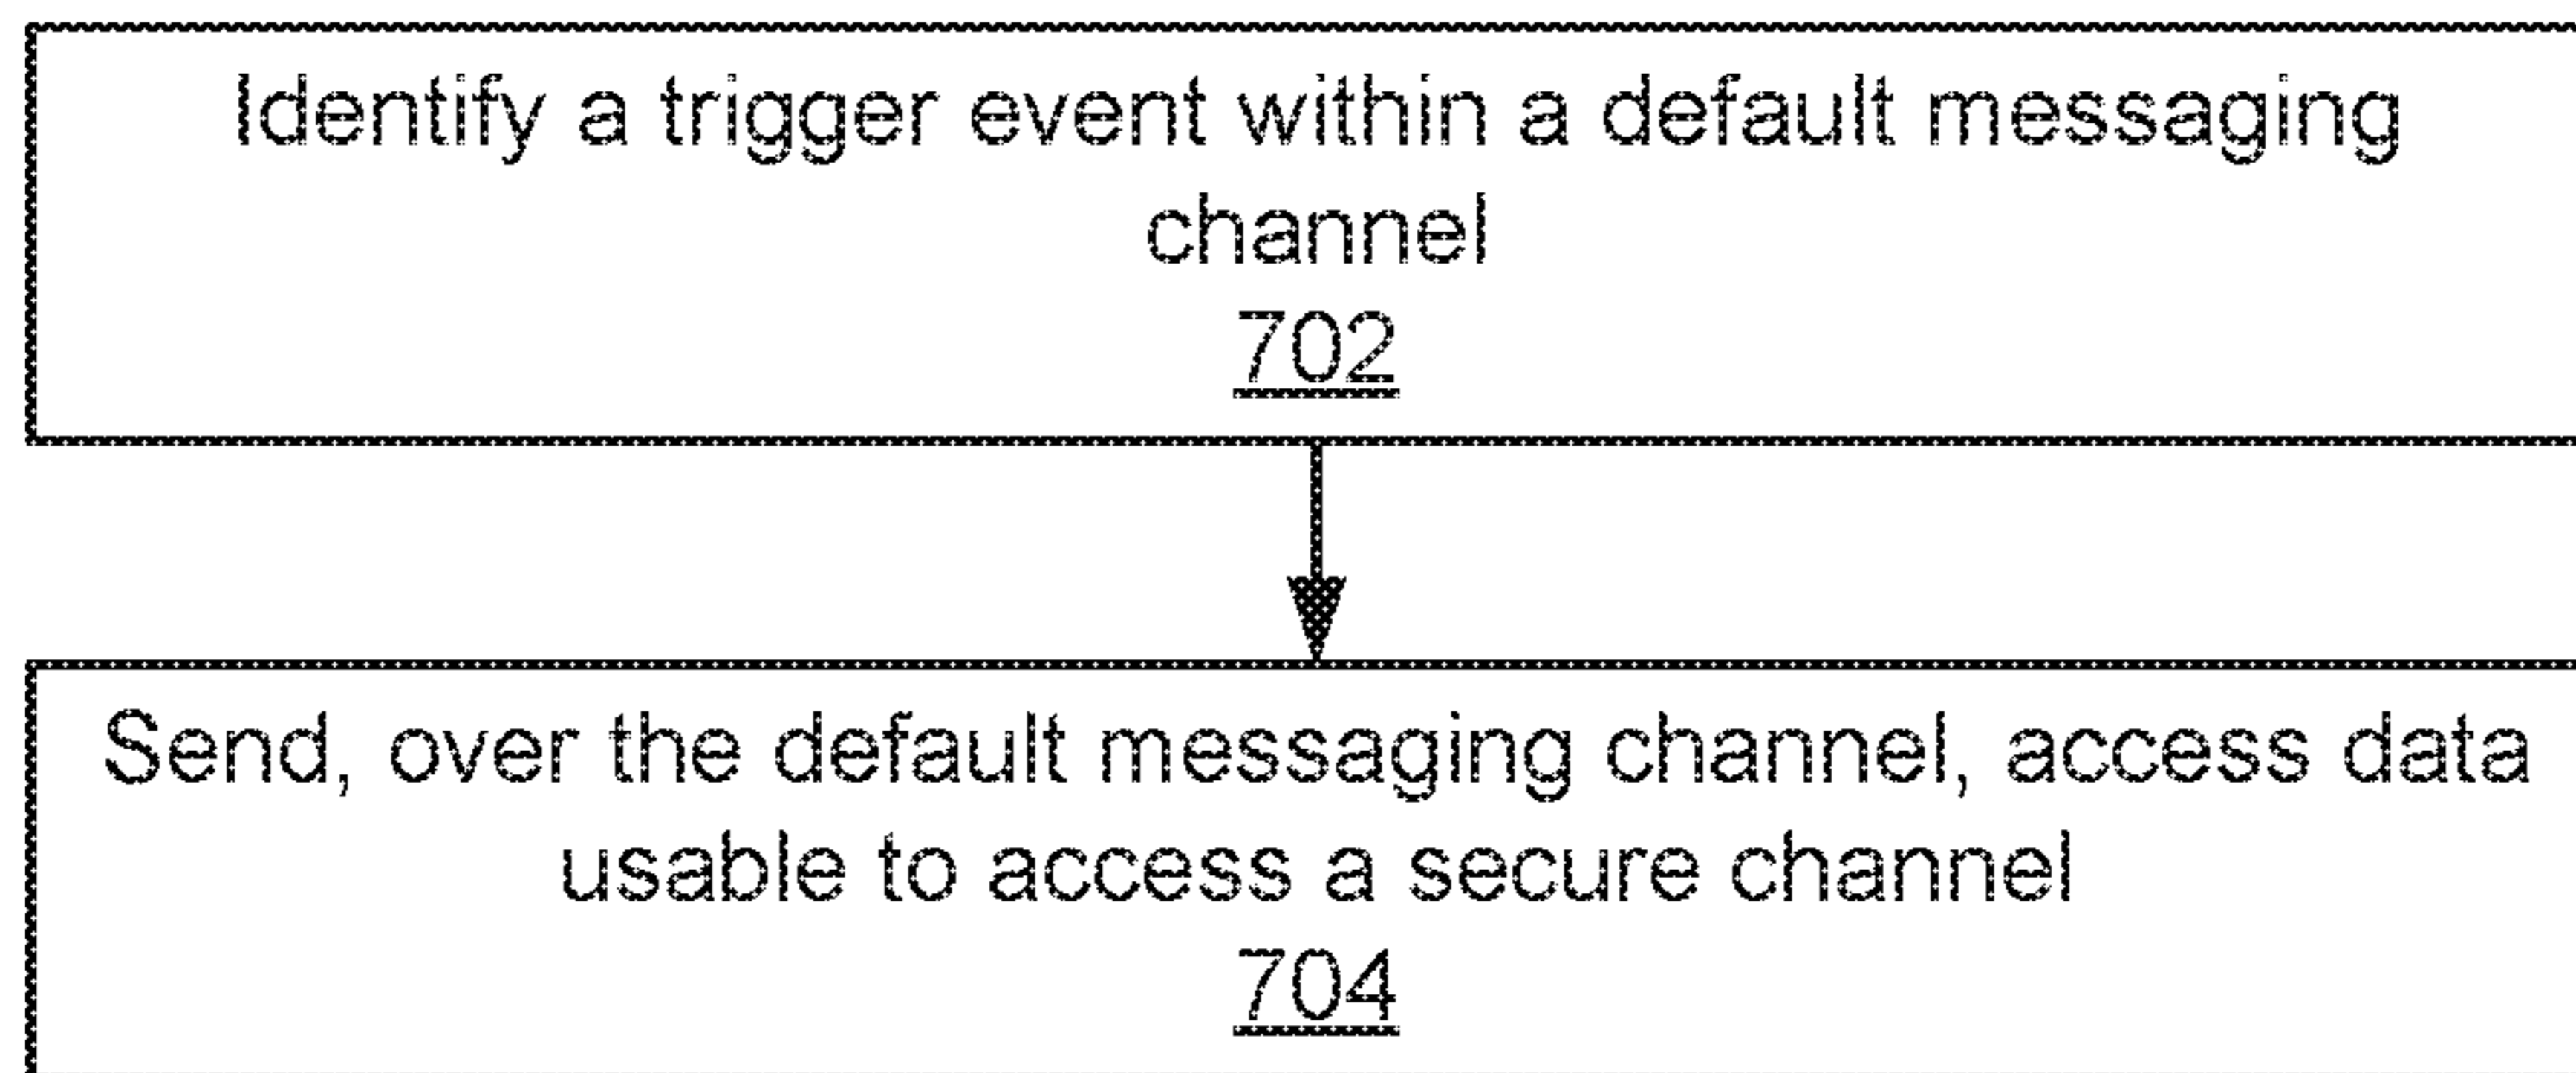 Identify a trigger event within a default messaging
channel
702
Send, over the default messaging channel, access data
usable to access a secure channel
704